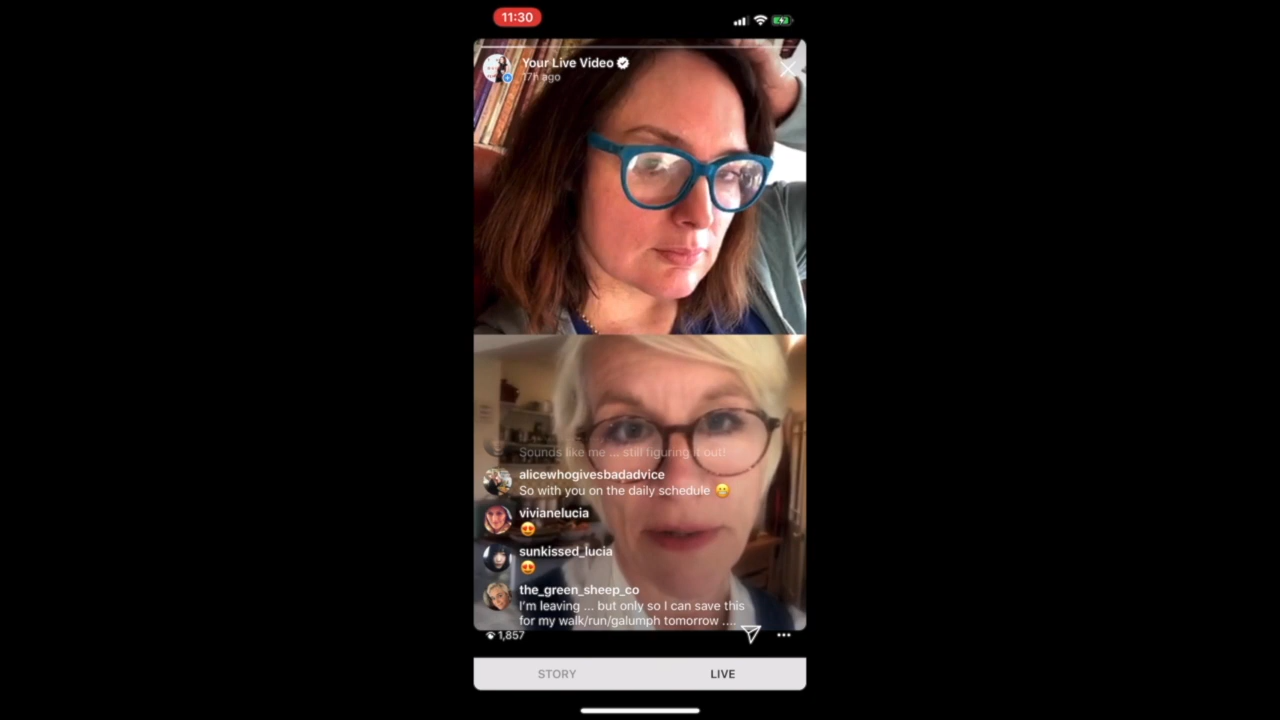 11:30
Your Live Video
17h ago
Sounds like me ... still figuring it out!
alicewhogivesbadadvice
So with you on the daily schedule 😬
vivianelucia
😍
sunkissed_lucia
😍
the_green_sheep_co
I'm leaving ... but only so I can save this
for my walk/run/galumph tomorrow ....
1,857
STORY
LIVE